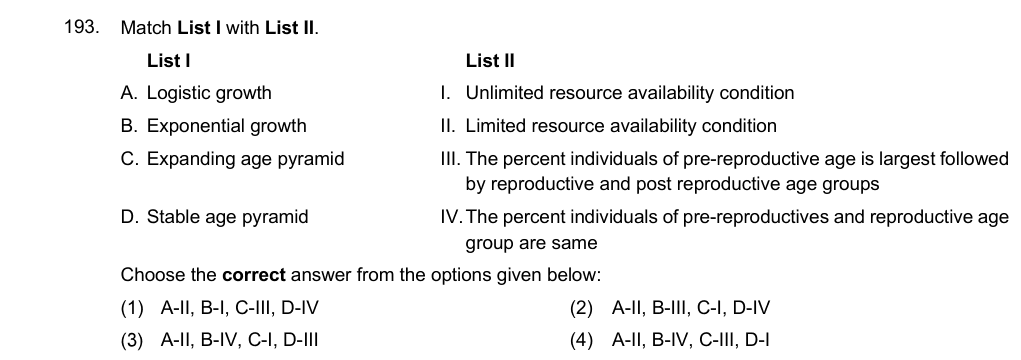 193. Match List I with List II.
List I List II
A. Logistic growth I. Unlimited resource availability condition
B. Exponential growth II. Limited resource availability condition
C. Expanding age pyramid III. The percent individuals of pre-reproductive age is largest followed
by reproductive and post reproductive age groups
D. Stable age pyramid IV. The percent individuals of pre-reproductives and reproductive age
group are same
Choose the correct answer from the options given below:
(1) A-II, B-I, C-III, D-IV (2) A-II, B-III, C-I, D-IV
(3) A-II, B-IV, C-I, D-III (4) A-II, B-IV, C-III, D-I